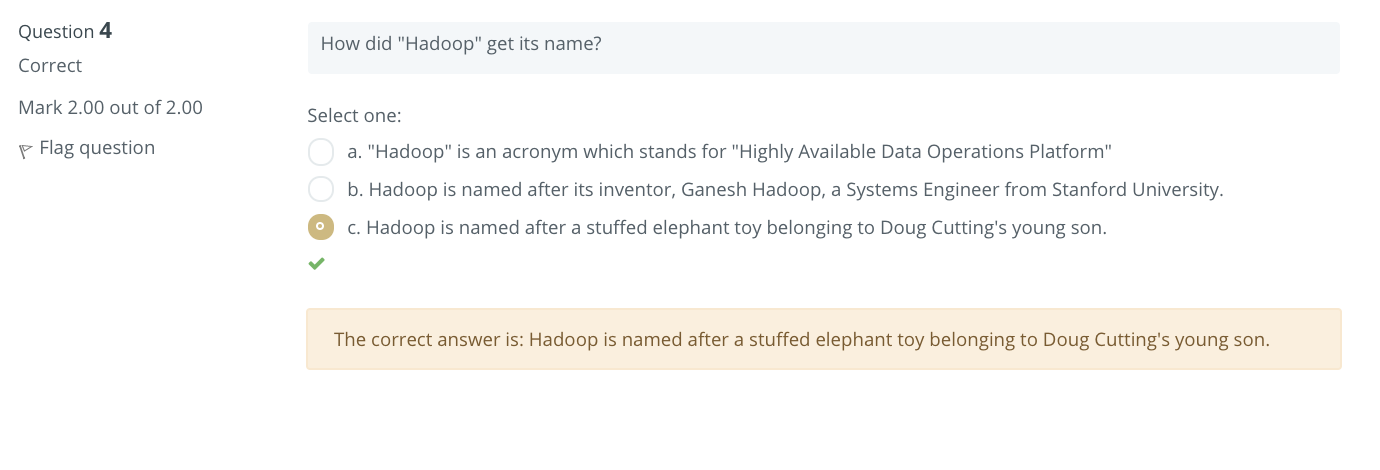 Question 4
Correct
Mark 2.00 out of 2.00
Flag question
How did "Hadoop" get its name?
Select one:
a. "Hadoop" is an acronym which stands for "Highly Available Data Operations Platform"
b. Hadoop is named after its inventor, Ganesh Hadoop, a Systems Engineer from Stanford University.
c. Hadoop is named after a stuffed elephant toy belonging to Doug Cutting's young son.
The correct answer is: Hadoop is named after a stuffed elephant toy belonging to Doug Cutting's young son.